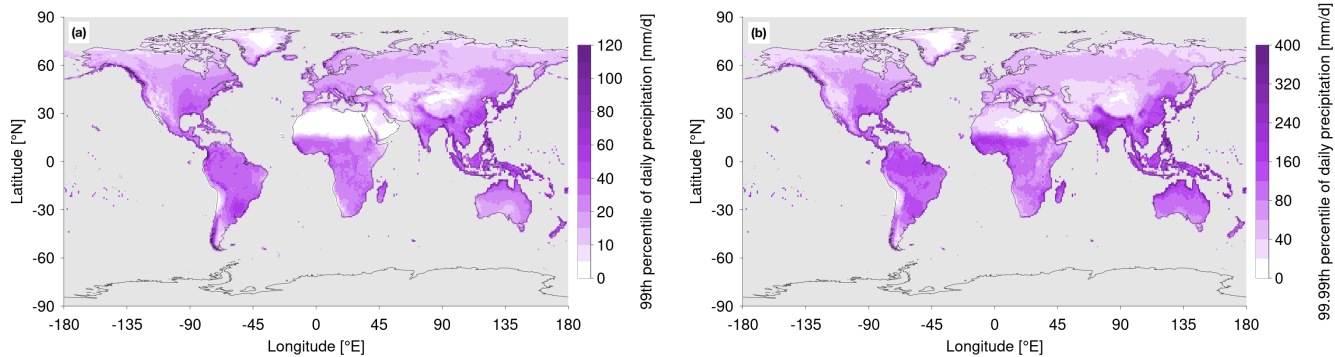 (a)
90
60
30
0
-30
-60
-90
Latitude [°N]
-180 -135 -90 -45 0 45 90 135 180
Longitude [°E]
120
100
80
60
40
20
10
0
99th percentile of daily precipitation [mm/d]
(b)
90
60
30
0
-30
-60
-90
Latitude [°N]
-180 -135 -90 -45 0 45 90 135 180
Longitude [°E]
400
320
240
160
80
40
0
99.99th percentile of daily precipitation [mm/d]